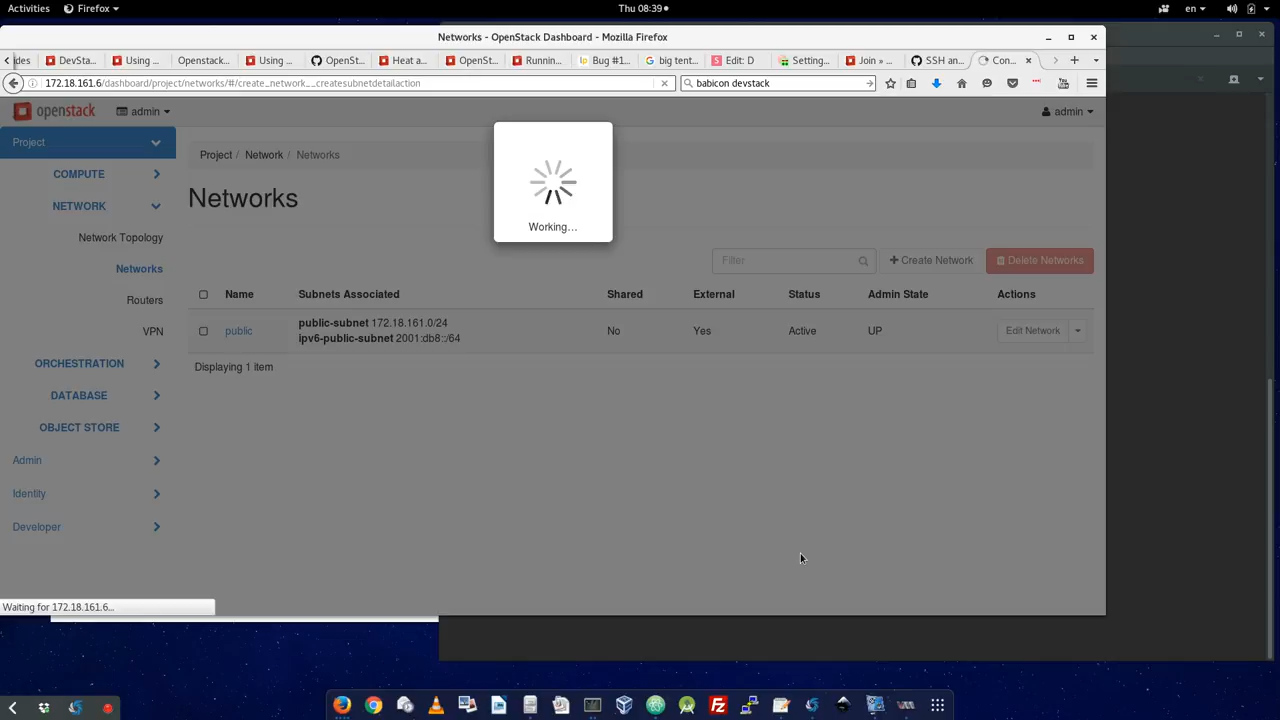 Activities
Firefox
Thu 08:39
en
Networks - OpenStack Dashboard - Mozilla Firefox
des
DevSta...
Using ...
Openstack...
Using ...
OpenSt...
Heat a...
OpenSt...
Runnin...
Bug #1...
big tent...
Edit: D
Setting...
Join »...
SSH an...
Con...
172.18.161.6/dashboard/project/networks/#/create_network__createsubnetdetailaction
babicon devstack
openstack
admin
admin
Project
COMPUTE
NETWORK
Network Topology
Networks
Routers
VPN
ORCHESTRATION
DATABASE
OBJECT STORE
Admin
Identity
Developer
Project / Network / Networks
Networks
Working...
Filter
Create Network
Delete Networks
Name Subnets Associated Shared External Status Admin State Actions
public
public-subnet 172.18.161.0/24
ipv6-public-subnet 2001:db8::/64
No Yes Active UP Edit Network
Displaying 1 item
Waiting for 172.18.161.6...